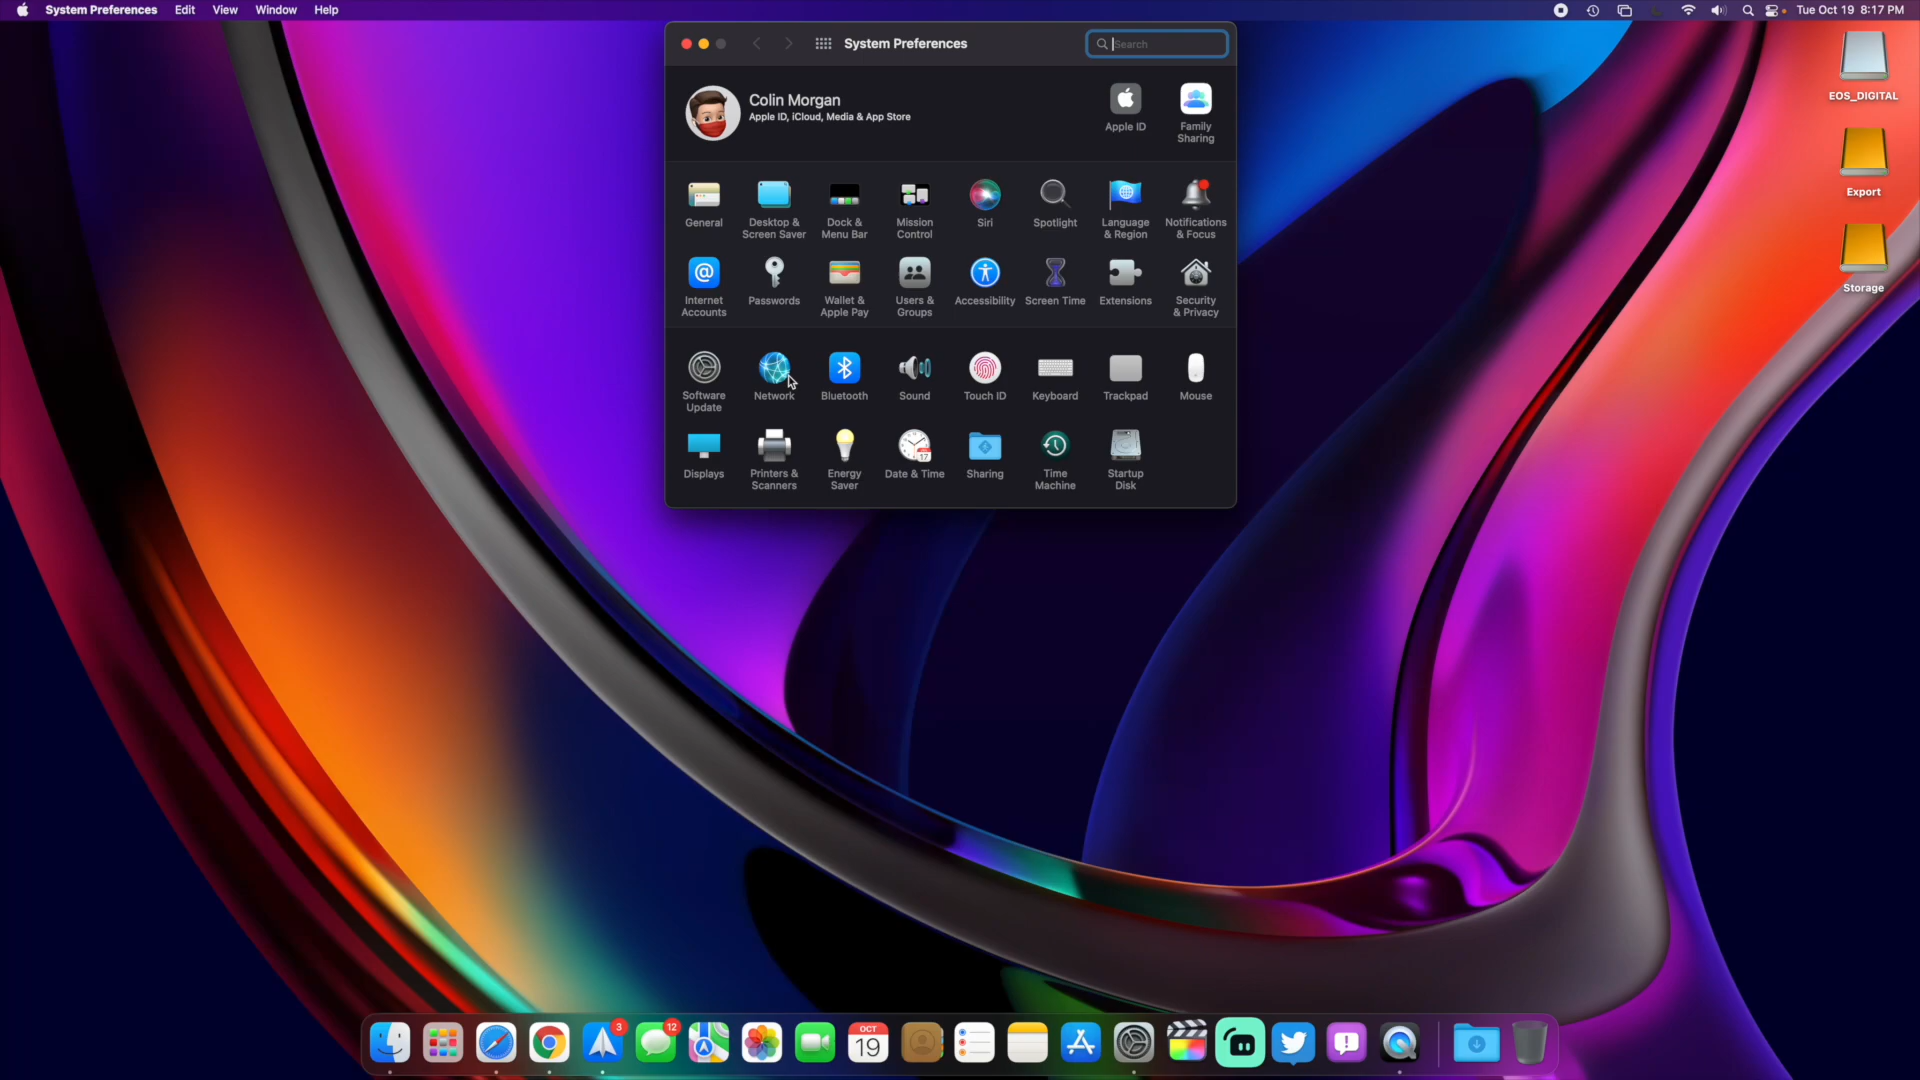 System Preferences Edit View Window Help
Tue Oct 19 8:17 PM
System Preferences
Search
Colin Morgan
Apple ID, iCloud, Media & App Store
Apple ID
Family
Sharing
General
Desktop &
Screen Saver
Dock &
Menu Bar
Mission
Control
Siri
Spotlight
Language
& Region
Notifications
& Focus
Internet
Accounts
Passwords
Wallet &
Apple Pay
Users &
Groups
Accessibility
Screen Time
Extensions
Security
& Privacy
Software
Update
Network
Bluetooth
Sound
Touch ID
Keyboard
Trackpad
Mouse
Displays
Printers &
Scanners
Energy
Saver
17
Date & Time
Sharing
Time
Machine
Startup
Disk
EOS_DIGITAL
Export
Storage
3
12
OCT
19